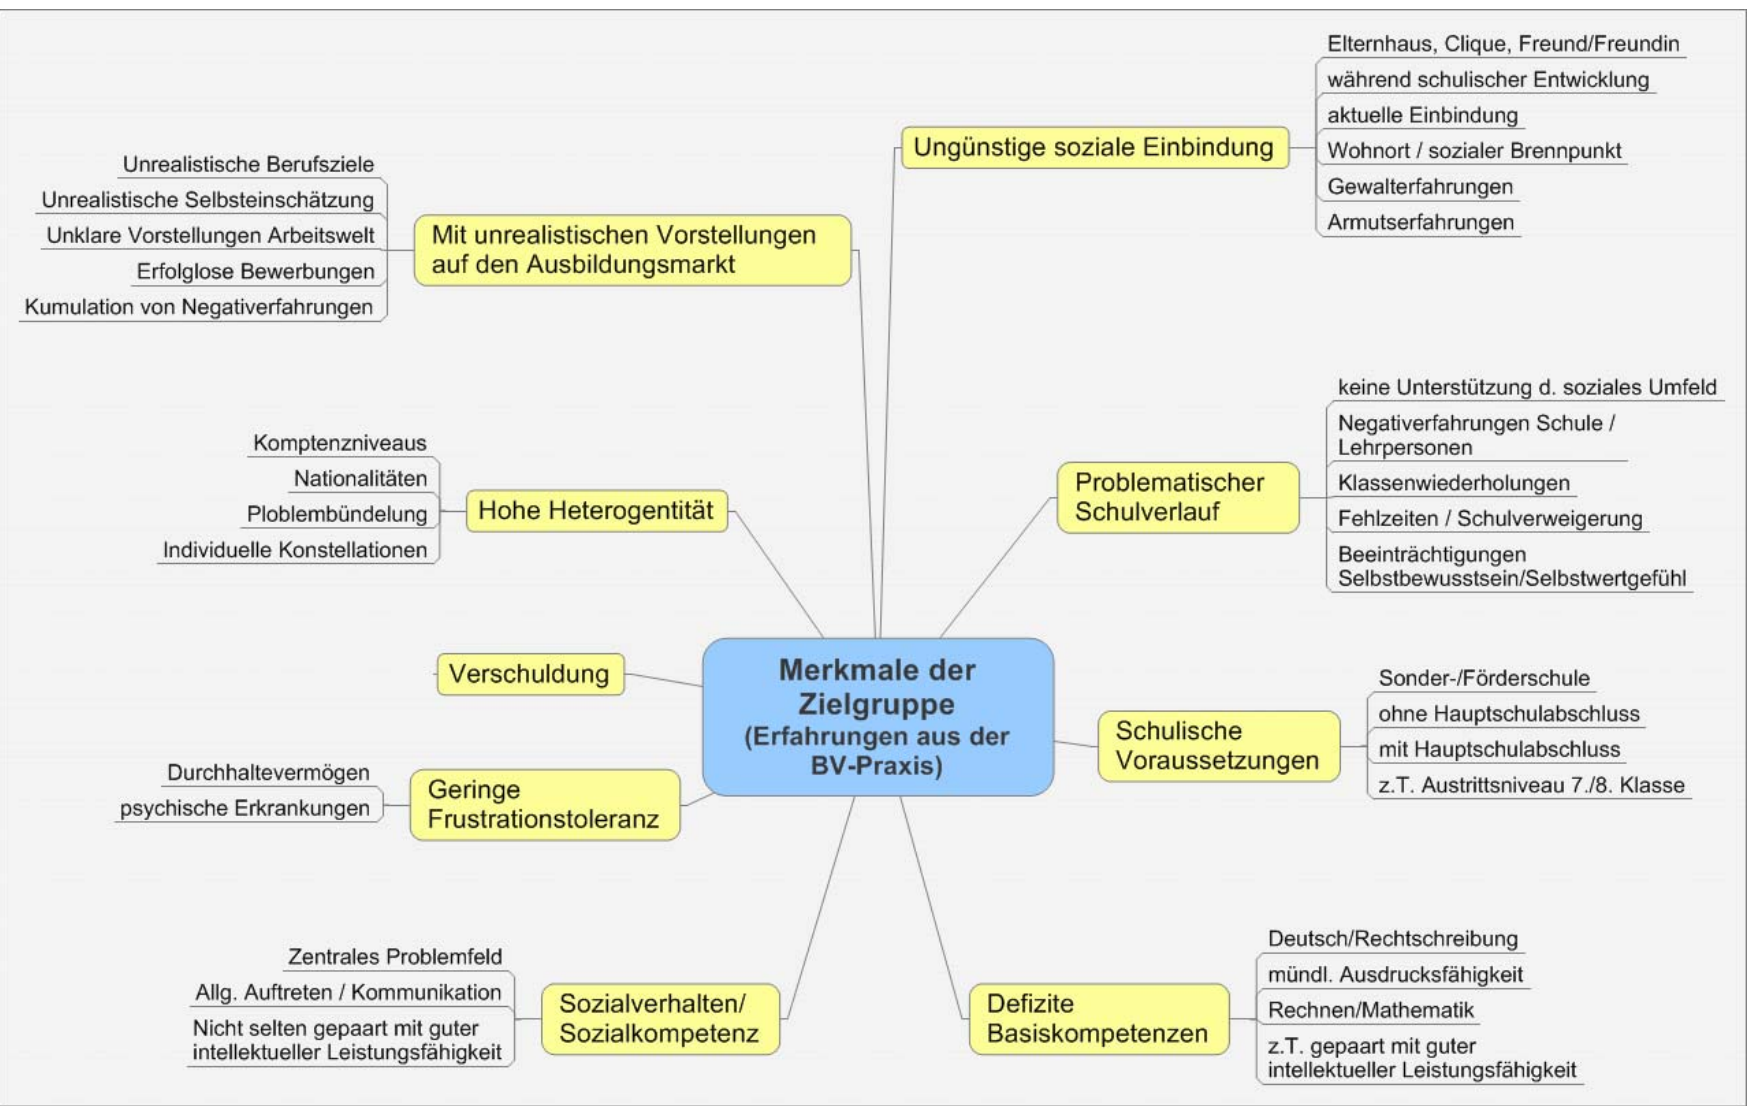 Merkmale der
Zielgruppe
(Erfahrungen aus der
BV-Praxis)
Ungünstige soziale Einbindung
Elternhaus, Clique, Freund/Freundin
während schulischer Entwicklung
aktuelle Einbindung
Wohnort / sozialer Brennpunkt
Gewalterfahrungen
Armutserfahrungen
Problematischer
Schulverlauf
keine Unterstützung d. soziales Umfeld
Negativerfahrungen Schule /
Lehrpersonen
Klassenwiederholungen
Fehlzeiten / Schulverweigerung
Beeinträchtigungen
Selbstbewusstsein/Selbstwertgefühl
Schulische
Voraussetzungen
Sonder-/Förderschule
ohne Hauptschulabschluss
mit Hauptschulabschluss
z.T. Austrittsniveau 7./8. Klasse
Defizite
Basiskompetenzen
Deutsch/Rechtschreibung
mündl. Ausdrucksfähigkeit
Rechnen/Mathematik
z.T. gepaart mit guter
intellektueller Leistungsfähigkeit
Sozialverhalten/
Sozialkompetenz
Zentrales Problemfeld
Allg. Auftreten / Kommunikation
Nicht selten gepaart mit guter
intellektueller Leistungsfähigkeit
Geringe
Frustrationstoleranz
Durchhaltevermögen
psychische Erkrankungen
Verschuldung
Hohe Heterogentität
Komptenzniveaus
Nationalitäten
Ploblembündelung
Individuelle Konstellationen
Mit unrealistischen Vorstellungen
auf den Ausbildungsmarkt
Unrealistische Berufsziele
Unrealistische Selbsteinschätzung
Unklare Vorstellungen Arbeitswelt
Erfolglose Bewerbungen
Kumulation von Negativerfahrungen